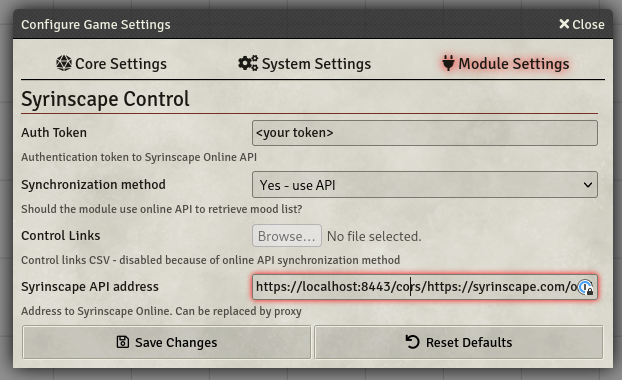 Configure Game Settings
Close
Core Settings
System Settings
Module Settings
Syrinscape Control
Auth Token
<your token>
Authentication token to Syrinscape Online API
Synchronization method
Yes - use API
Should the module use online API to retrieve mood list?
Control Links
Browse...
No file selected.
Control links CSV - disabled because of online API synchronization method
Syrinscape API address
https://localhost:8443/cors/https://syrinscape.com/o
Address to Syrinscape Online. Can be replaced by proxy
Save Changes
Reset Defaults